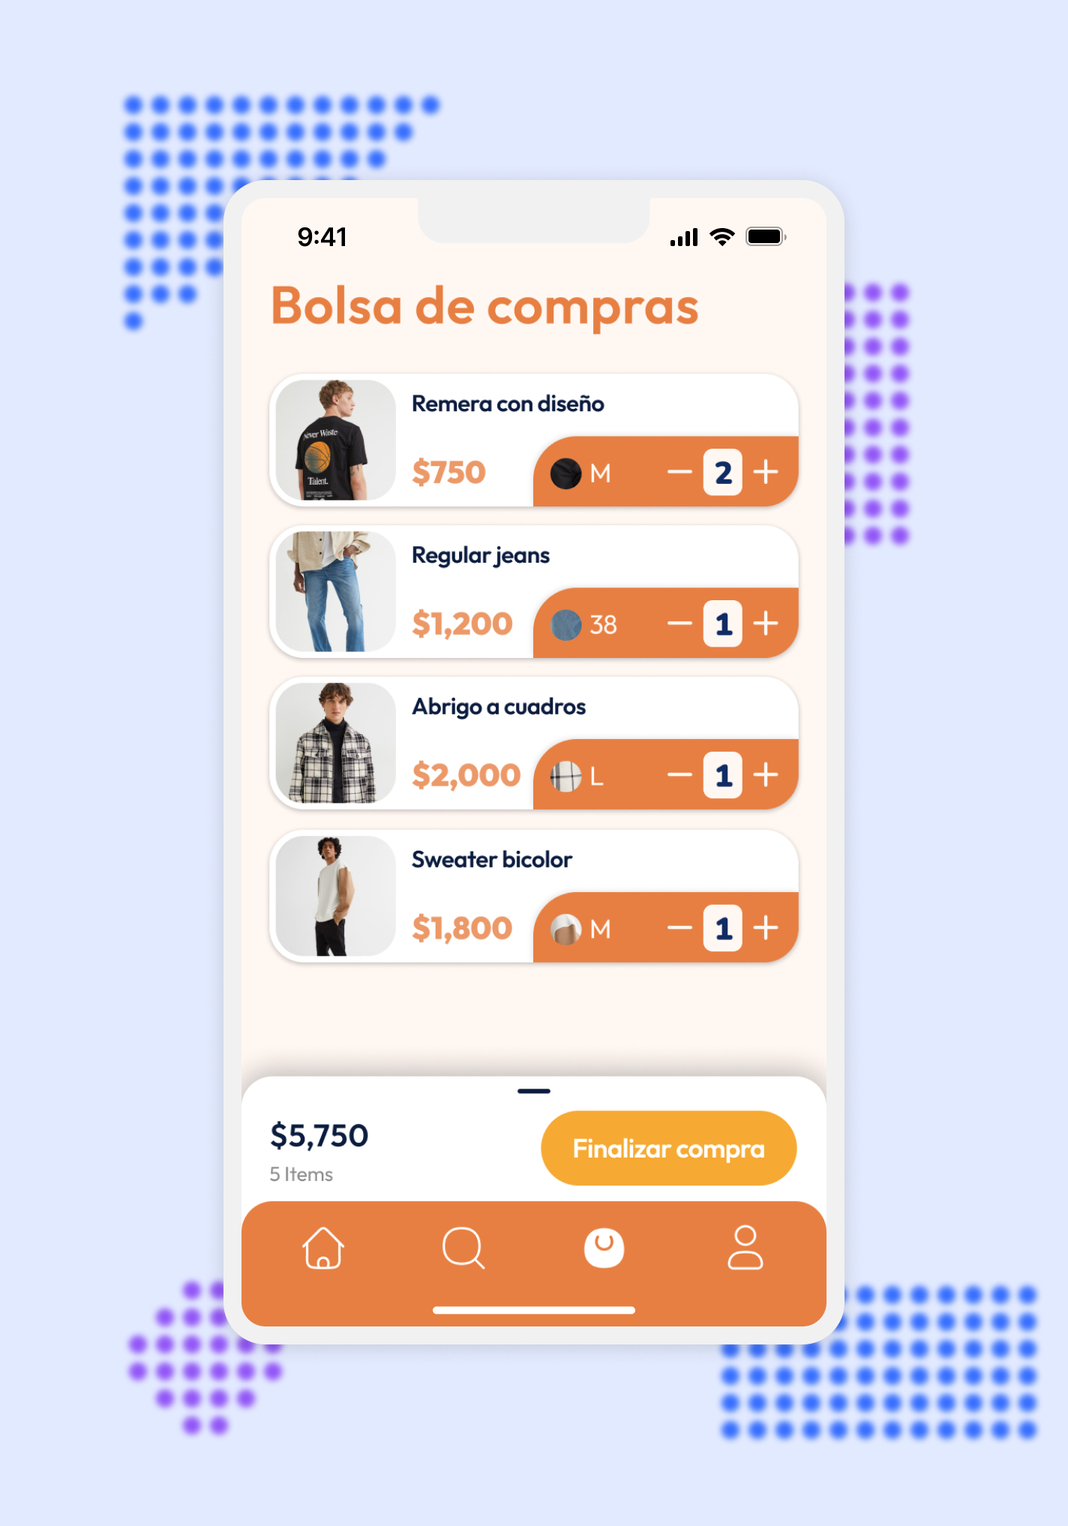 9:41
Bolsa de compras
Never Waste
Talent.
Remera con diseño
$750
M
2
Regular jeans
$1,200
38
1
Abrigo a cuadros
$2,000
L
1
Sweater bicolor
$1,800
M
1
$5,750
5 Items
Finalizar compra